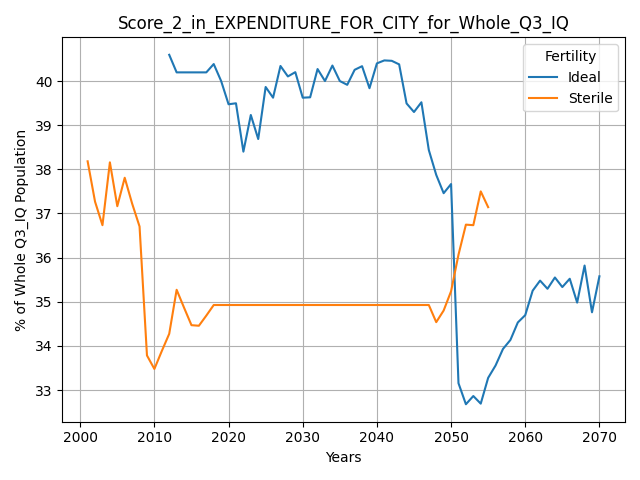 Score_2_in_EXPENDITURE_FOR_CITY_for_Whole_Q3_IQ
Fertility
Ideal
Sterile
% of Whole Q3_IQ Population
40
39
38
37
36
35
34
33
2000 2010 2020 2030 2040 2050 2060 2070
Years